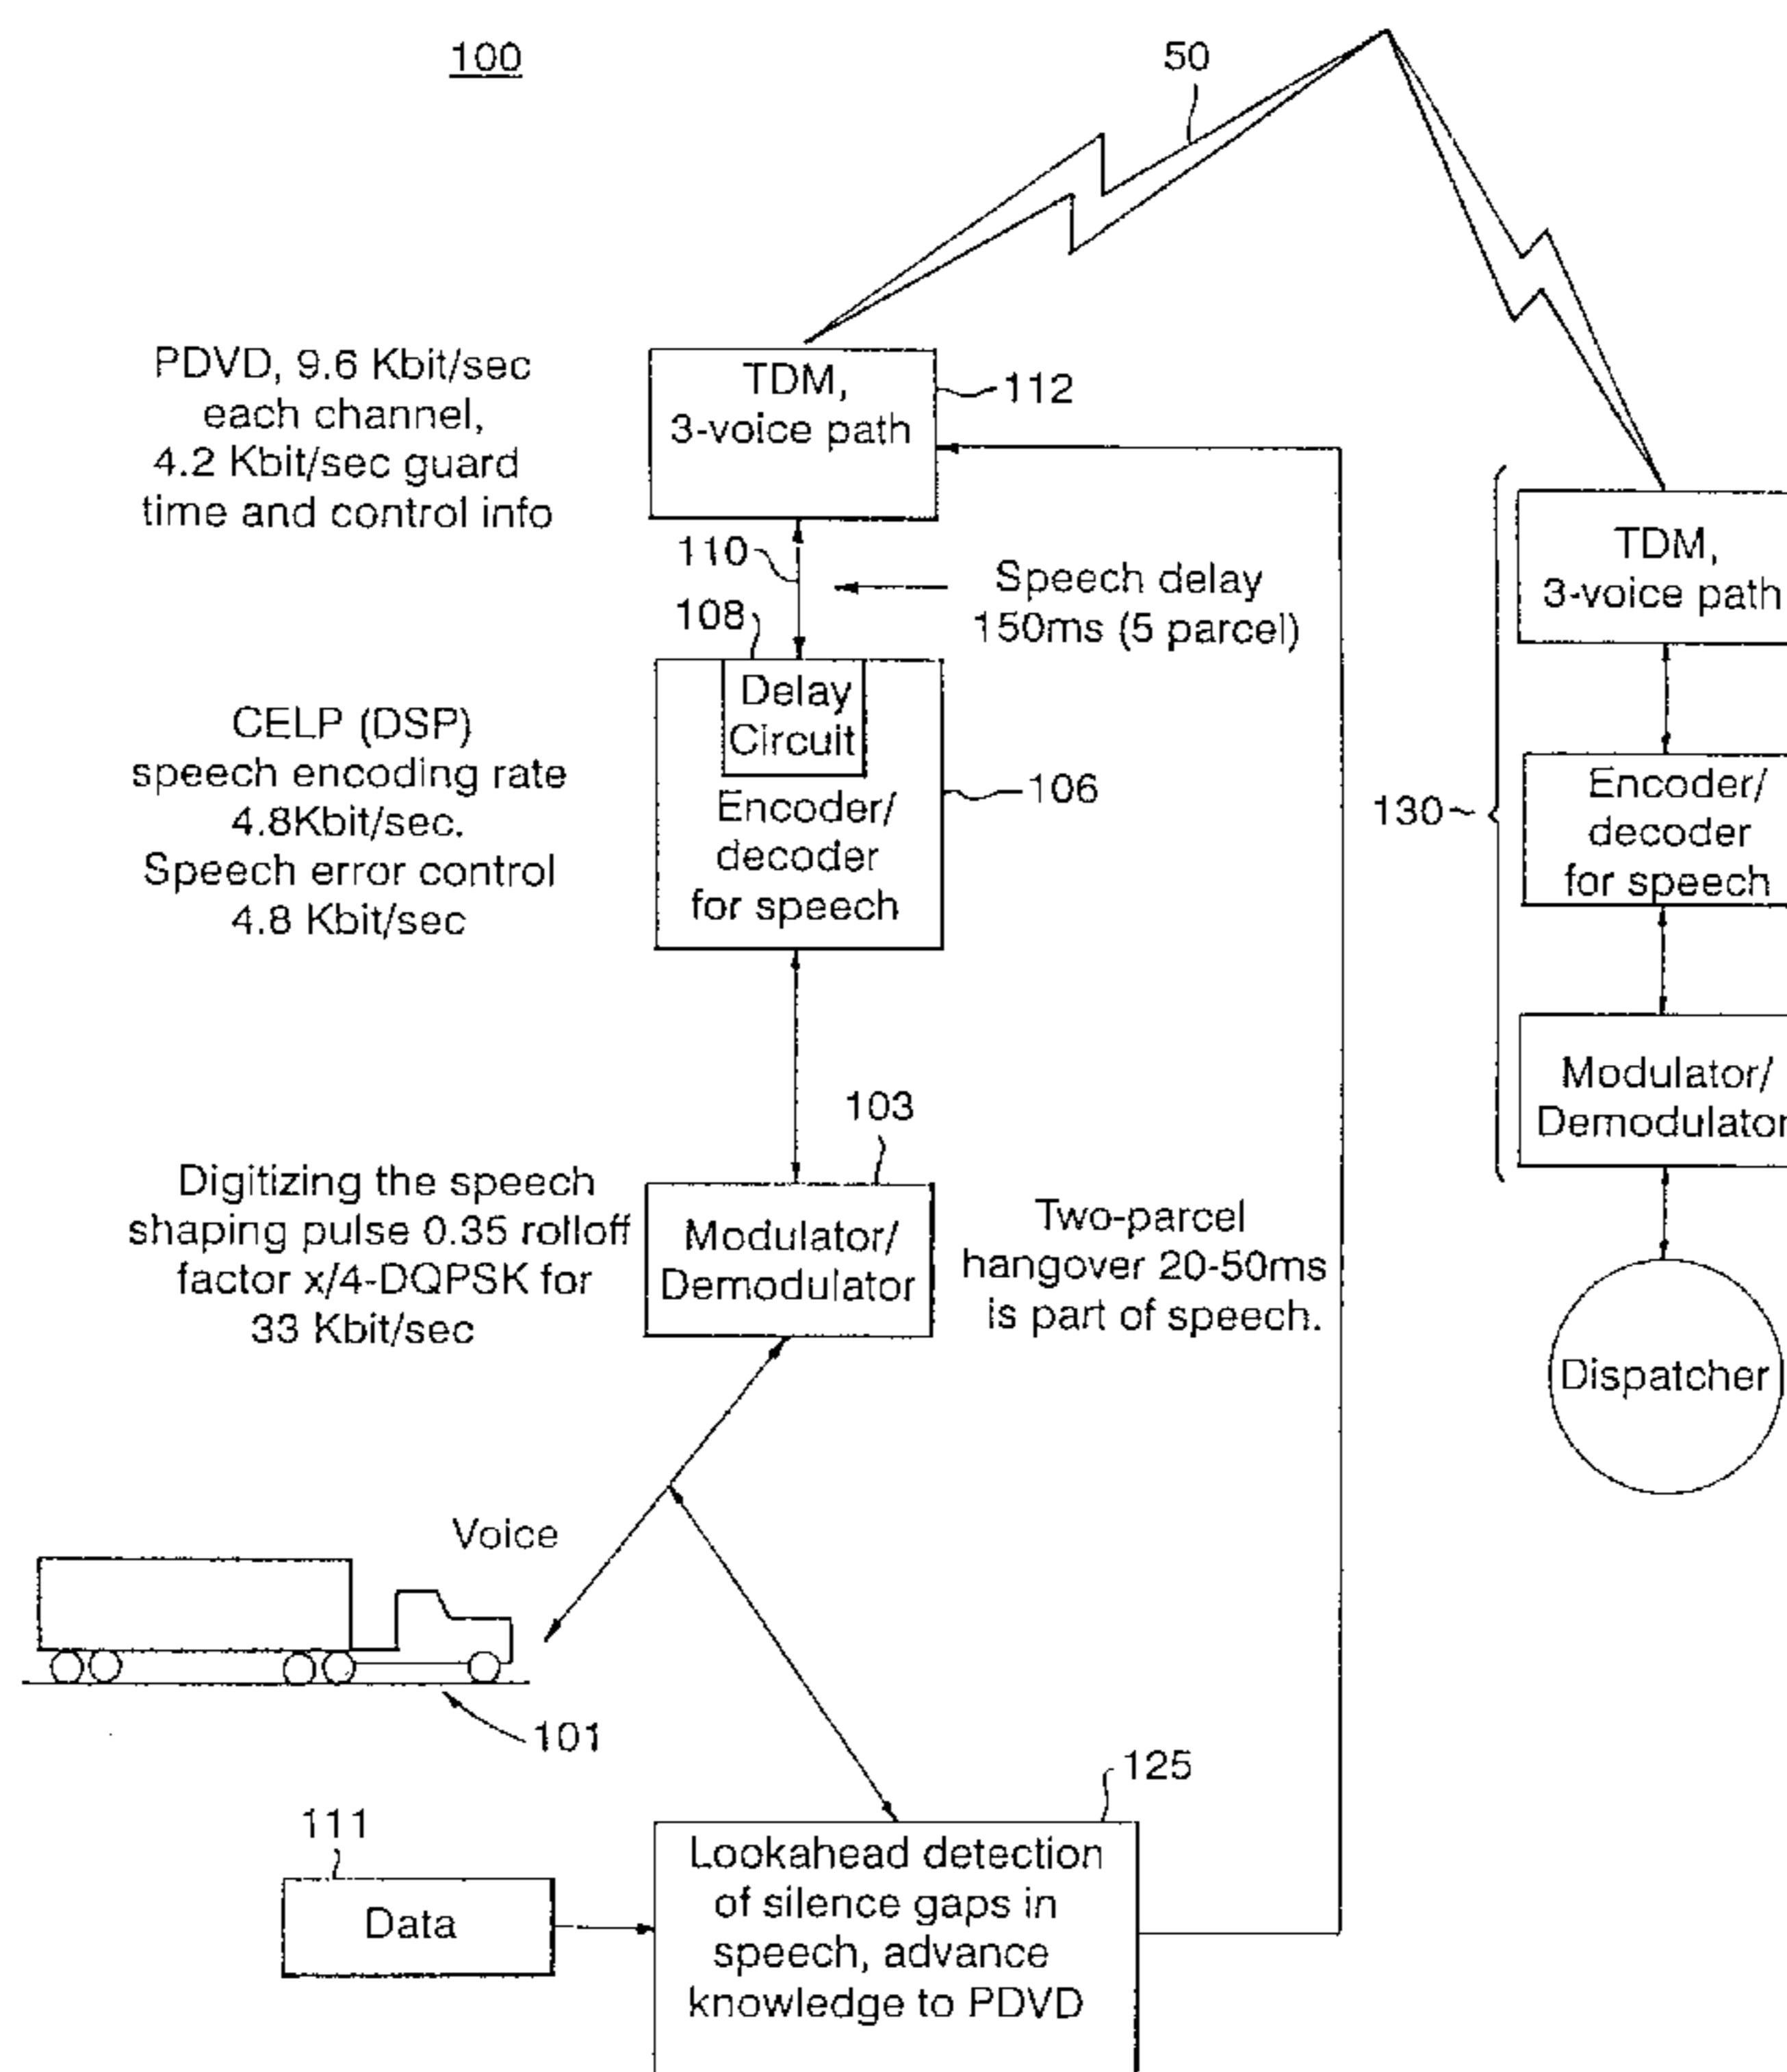 100
50
PDVD, 9.6 Kbit/sec
each channel,
4.2 Kbit/sec guard
time and control info
TDM,
3-voice path
112
110
Speech delay
150ms (5 parcel)
108
Delay
Circuit
Encoder/
decoder
for speech
106
CELP (DSP)
speech encoding rate
4.8Kbit/sec.
Speech error control
4.8 Kbit/sec
TDM,
3-voice path
130
Encoder/
decoder
for speech
Modulator/
Demodulator
Dispatcher
103
Digitizing the speech
shaping pulse 0.35 rolloff
factor x/4-DQPSK for
33 Kbit/sec
Modulator/
Demodulator
Two-parcel
hangover 20-50ms
is part of speech.
Voice
101
125
111
Data
Lookahead detection
of silence gaps in
speech, advance
knowledge to PDVD